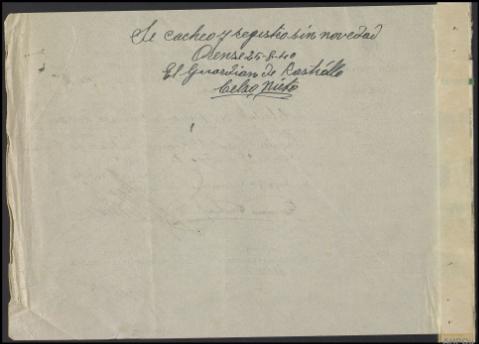 Se cacheo y registro sin novedad
Orense 25-8-40
El Guardian de Rastrillo
Celso Nieto